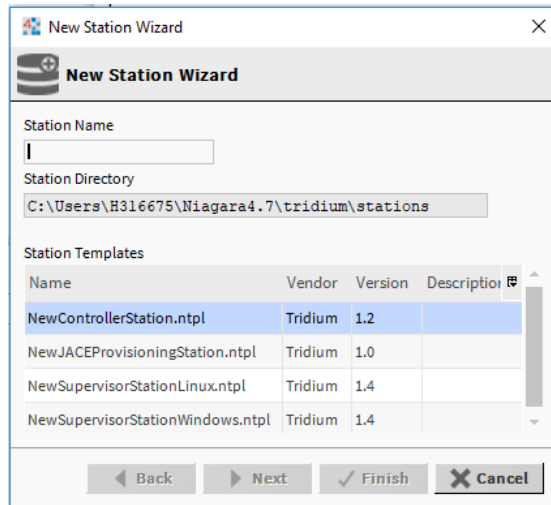 New Station Wizard
New Station Wizard
Station Name
Station Directory
C:\Users\H316675\Niagara4.7\tridium\stations
Station Templates
Name Vendor Version Description
NewControllerStation.ntpl Tridium 1.2
NewJACEProvisioningStation.ntpl Tridium 1.0
NewSupervisorStationLinux.ntpl Tridium 1.4
NewSupervisorStationWindows.ntpl Tridium 1.4
Back Next Finish Cancel